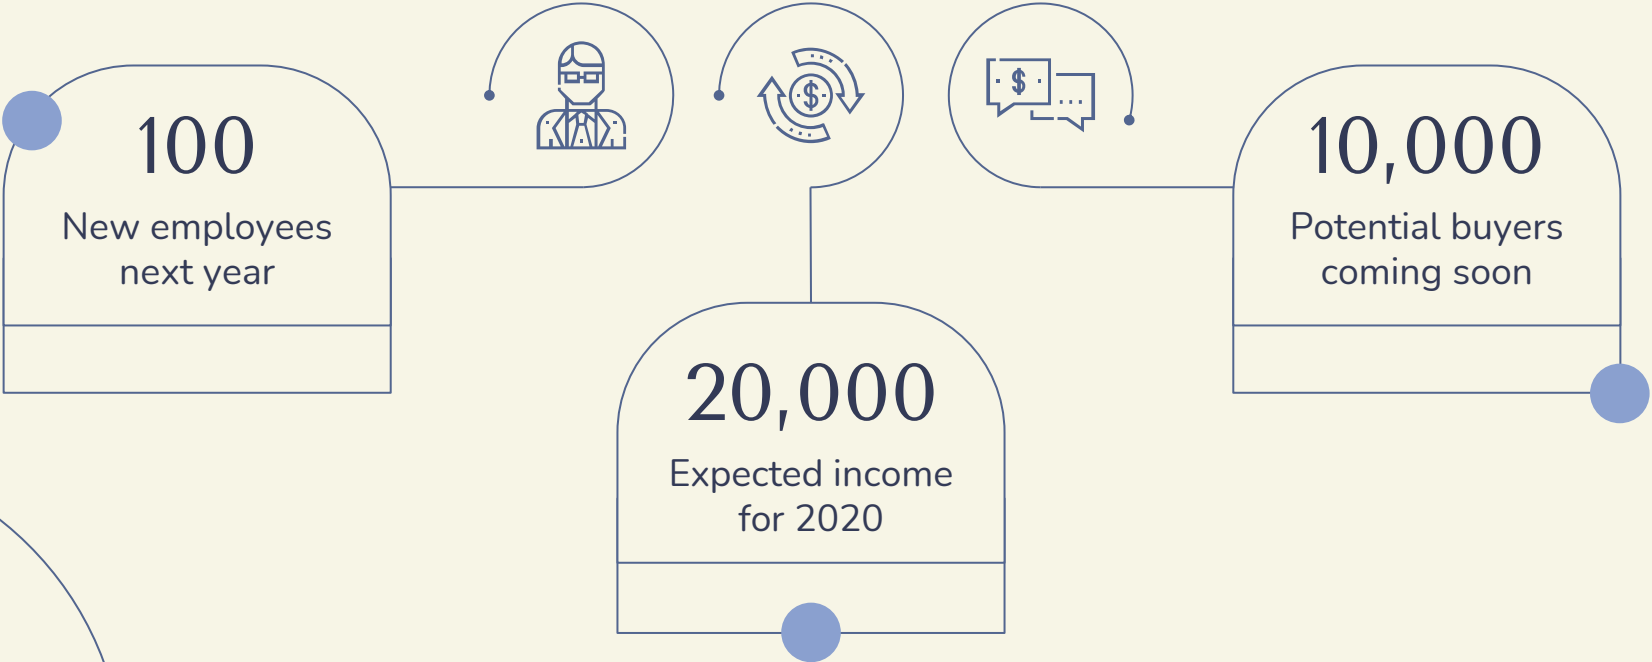 100
New employees
next year
$
$
20,000
Expected income
for 2020
10,000
Potential buyers
coming soon